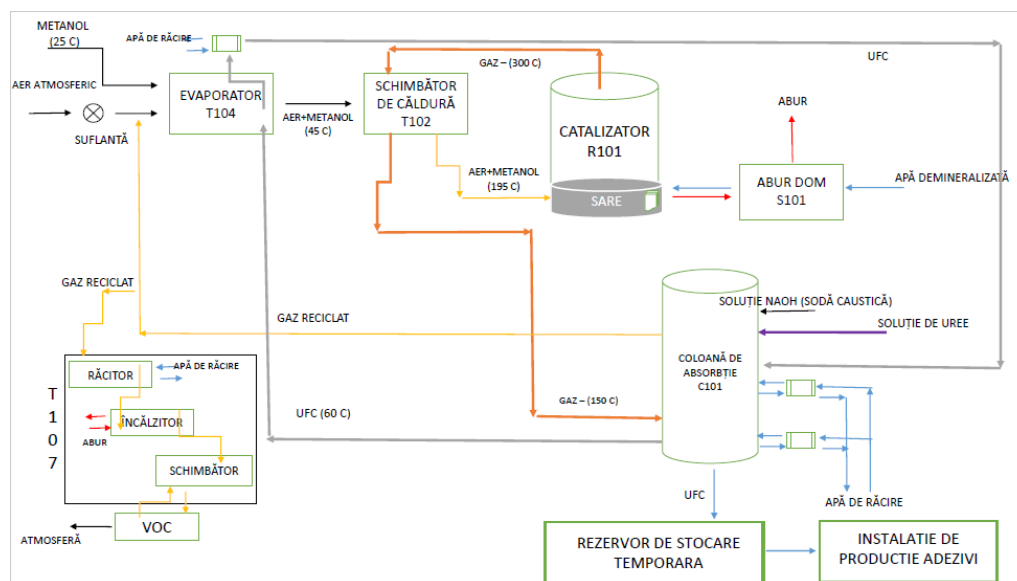 METANOL
(25 C)
APĂ DE RĂCIRE
UFC
AER ATMOSFERIC
SUFLANTĂ
EVAPORATOR
T104
AER+METANOL
(45 C)
SCHIMBĂTOR
DE CĂLDURĂ
T102
GAZ – (300 C)
AER+METANOL
(195 C)
CATALIZATOR
R101
SARE
ABUR
ABUR DOM
S101
APĂ DEMINERALIZATĂ
GAZ RECICLAT
GAZ RECICLAT
SOLUȚIE NAOH (SODĂ CAUSTICĂ)
SOLUȚIE DE UREE
COLOANĂ DE
ABSORBȚIE
C101
GAZ – (150 C)
UFC (60 C)
T
1
0
7
RĂCITOR
APĂ DE RĂCIRE
ÎNCĂLZITOR
ABUR
SCHIMBĂTOR
VOC
ATMOSFERĂ
UFC
APĂ DE RĂCIRE
REZERVOR DE STOCARE
TEMPORARA
INSTALATIE DE
PRODUCTIE ADEZIVI